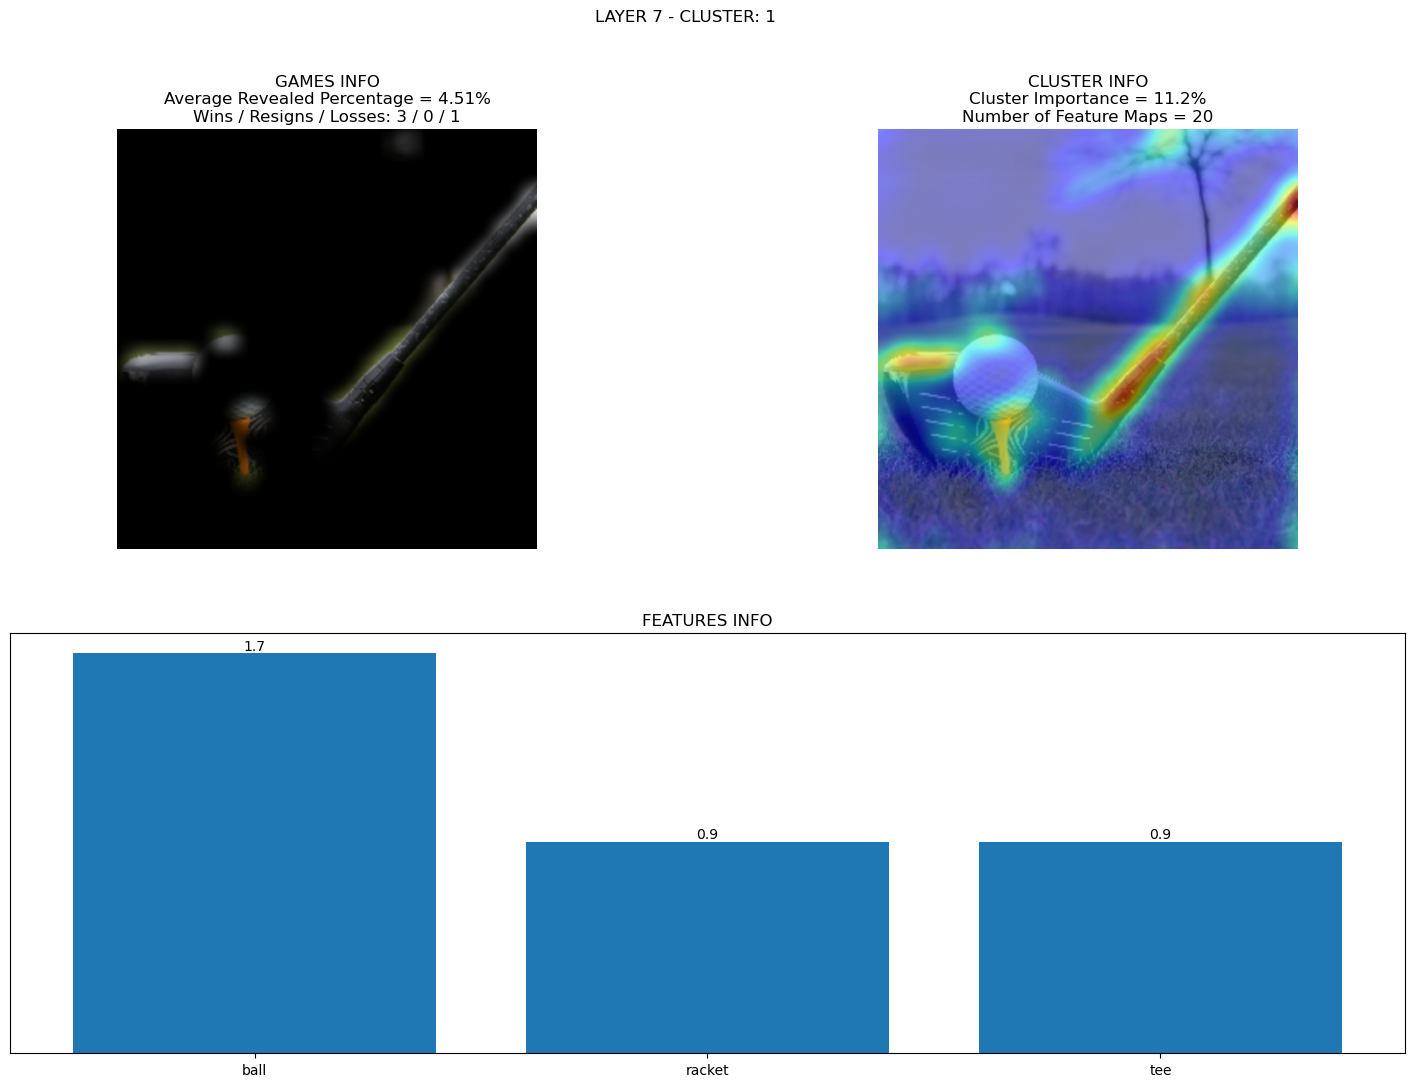 LAYER 7 - CLUSTER: 1
GAMES INFO
Average Revealed Percentage = 4.51%
Wins / Resigns / Losses: 3 / 0 / 1
CLUSTER INFO
Cluster Importance = 11.2%
Number of Feature Maps = 20
FEATURES INFO
1.7
0.9
0.9
ball
racket
tee